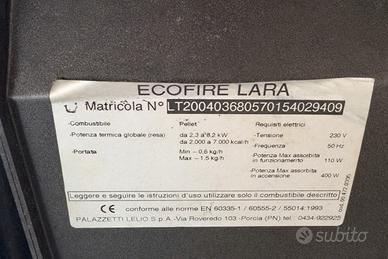 ECOFIRE LARA
Matricola N° LT200403680570154029409
-Combustibile Pellet
-Potenza termica globale (resa) da 2,3 a 8,2 kW
da 2.000 a 7.000 kcal/h
-Portata Min – 0,6 kg/h
Max – 1,5 kg/h
Requisiti elettrici
-Tensione 230 V
-Frequenza 50 Hz
-Potenza Max assorbita
in funzionamento 110 W
-Potenza Max assorbita
in accensione 400 W
Leggere e seguire le istruzioni d'uso utilizzare solo il combustibile descritto
CE conforme alle norme EN 60335-1 / 60555-2 / 55014:1993
PALAZZETTI LELIO S.p.A. -Via Roveredo 103 -Porcia (PN) tel. 0434-922925
subito